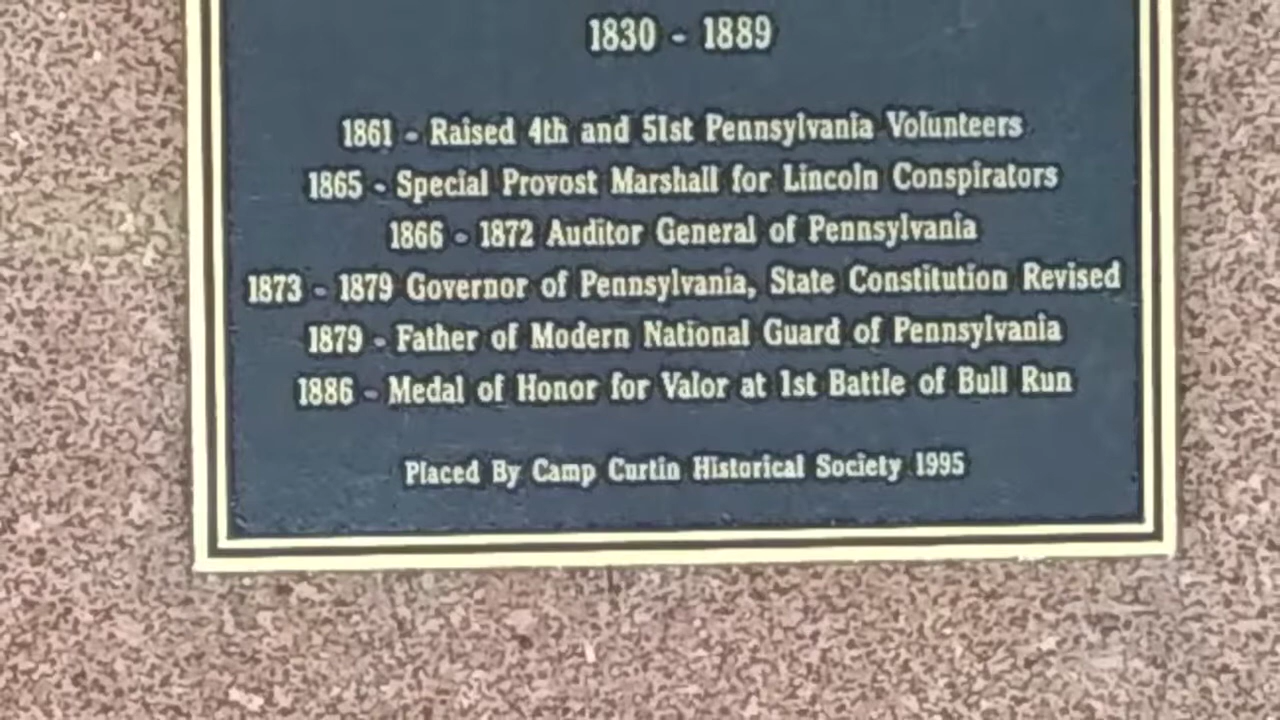 1830 - 1889
1861 - Raised 4th and 51st Pennsylvania Volunteers
1865 - Special Provost Marshall for Lincoln Conspirators
1866 - 1872 Auditor General of Pennsylvania
1873 - 1879 Governor of Pennsylvania, State Constitution Revised
1879 - Father of Modern National Guard of Pennsylvania
1886 - Medal of Honor for Valor at 1st Battle of Bull Run
Placed By Camp Curtin Historical Society 1995